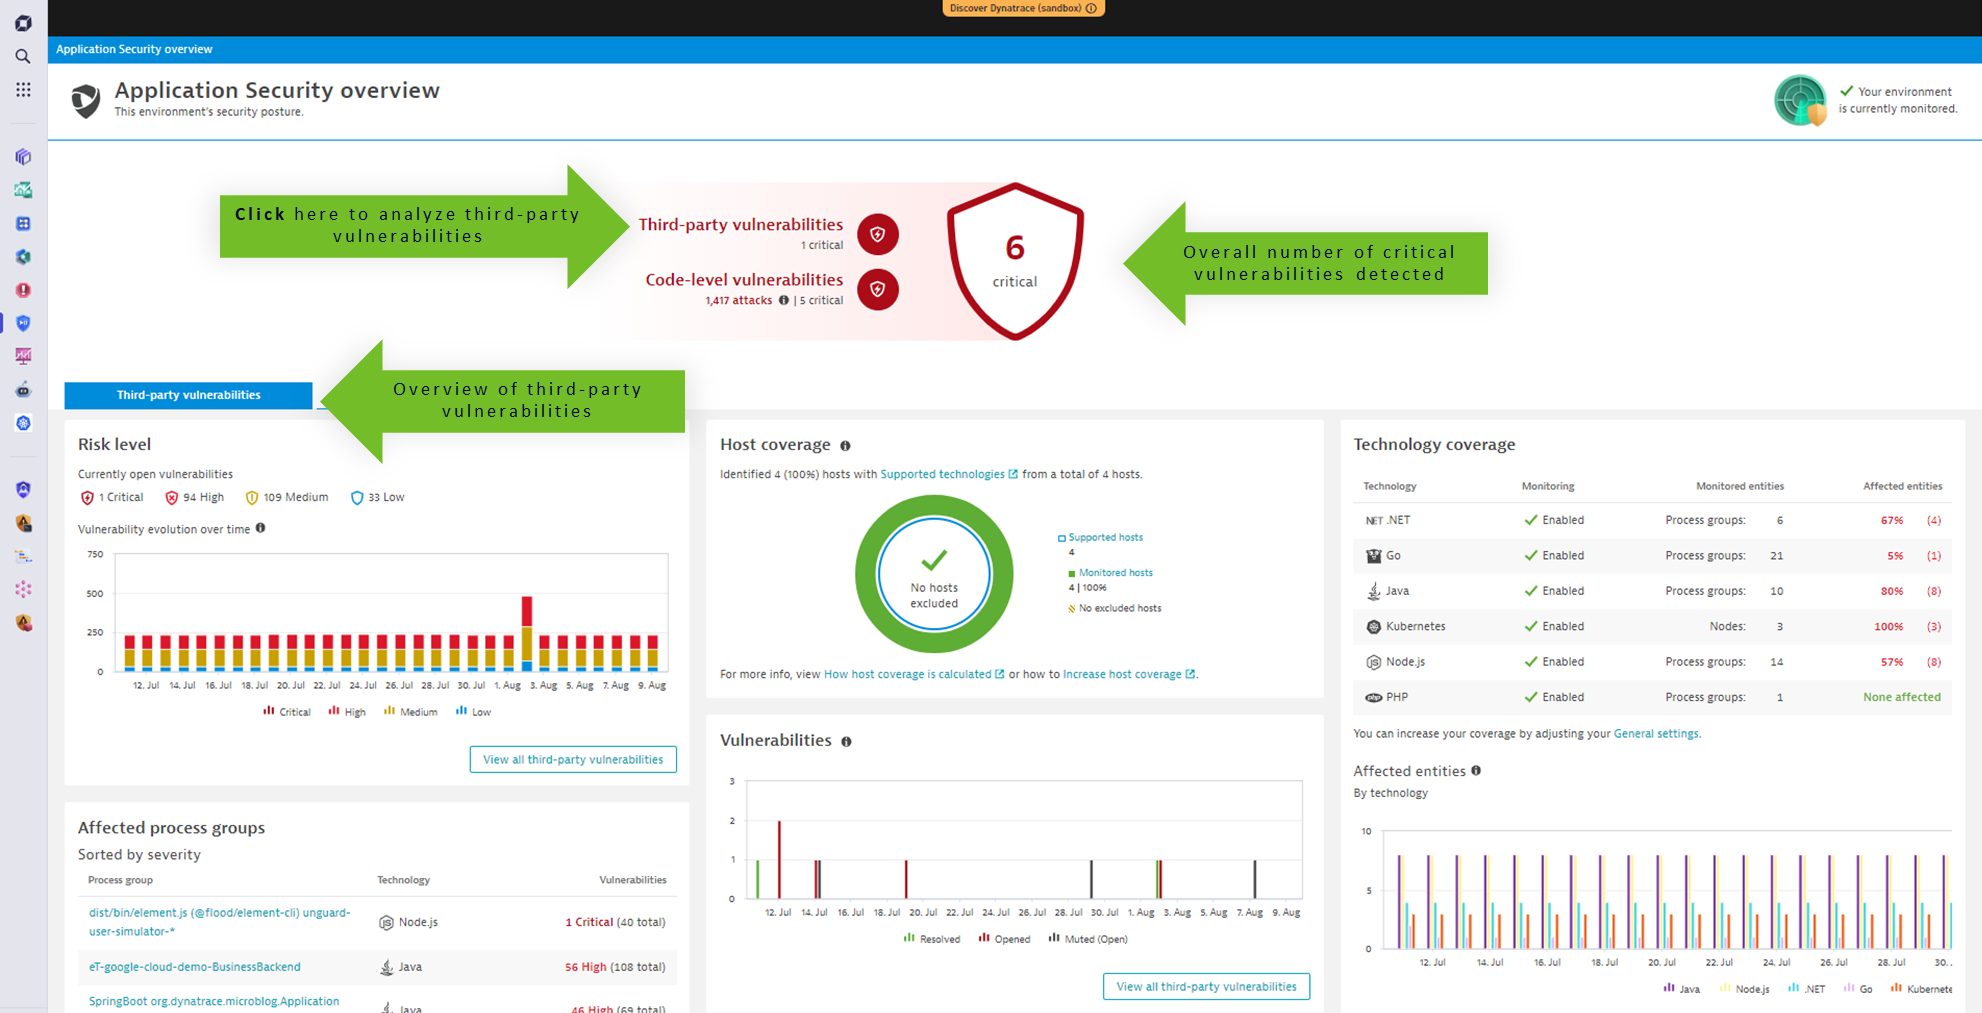 Discover Dynatrace (sandbox)
Application Security overview
Application Security overview
This environment's security posture.
Your environment
is currently monitored.
Click here to analyze third-party
vulnerabilities
Third-party vulnerabilities
1 critical
Code-level vulnerabilities
1,417 attacks | 5 critical
6
critical
Overall number of critical
vulnerabilities detected
Third-party vulnerabilities
Overview of third-party
vulnerabilities
Risk level
Currently open vulnerabilities
1 Critical 94 High 109 Medium 33 Low
Vulnerability evolution over time
750
500
250
0
12. Jul 14. Jul 16. Jul 18. Jul 20. Jul 22. Jul 24. Jul 26. Jul 28. Jul 30. Jul 1. Aug 3. Aug 5. Aug 7. Aug 9. Aug
Critical High Medium Low
View all third-party vulnerabilities
Affected process groups
Sorted by severity
Process group Technology Vulnerabilities
dist/bin/element.js (@flood/element-cli) unguard-
user-simulator-*
Node.js 1 Critical (40 total)
eT-google-cloud-demo-BusinessBackend Java 56 High (108 total)
SpringBoot org.dynatrace.microblog.Application
Java 46 High (69 total)
Host coverage
Identified 4 (100%) hosts with Supported technologies from a total of 4 hosts.
No hosts
excluded
Supported hosts
4
Monitored hosts
4 | 100%
No excluded hosts
For more info, view How host coverage is calculated or how to Increase host coverage.
Vulnerabilities
3
2
1
0
12. Jul 14. Jul 16. Jul 18. Jul 20. Jul 22. Jul 24. Jul 26. Jul 28. Jul 30. Jul 1. Aug 3. Aug 5. Aug 7. Aug 9. Aug
Resolved Opened Muted (Open)
View all third-party vulnerabilities
Technology coverage
Technology Monitoring Monitored entities Affected entities
NET .NET Enabled Process groups: 6 67% (4)
Go Enabled Process groups: 21 5% (1)
Java Enabled Process groups: 10 80% (8)
Kubernetes Enabled Nodes: 3 100% (3)
Node.js Enabled Process groups: 14 57% (8)
php PHP Enabled Process groups: 1 None affected
You can increase your coverage by adjusting your General settings.
Affected entities
By technology
10
5
0
12. Jul 14. Jul 16. Jul 18. Jul 20. Jul 22. Jul 24. Jul 26. Jul 28. Jul 30. .
Java Node.js .NET Go Kubernete